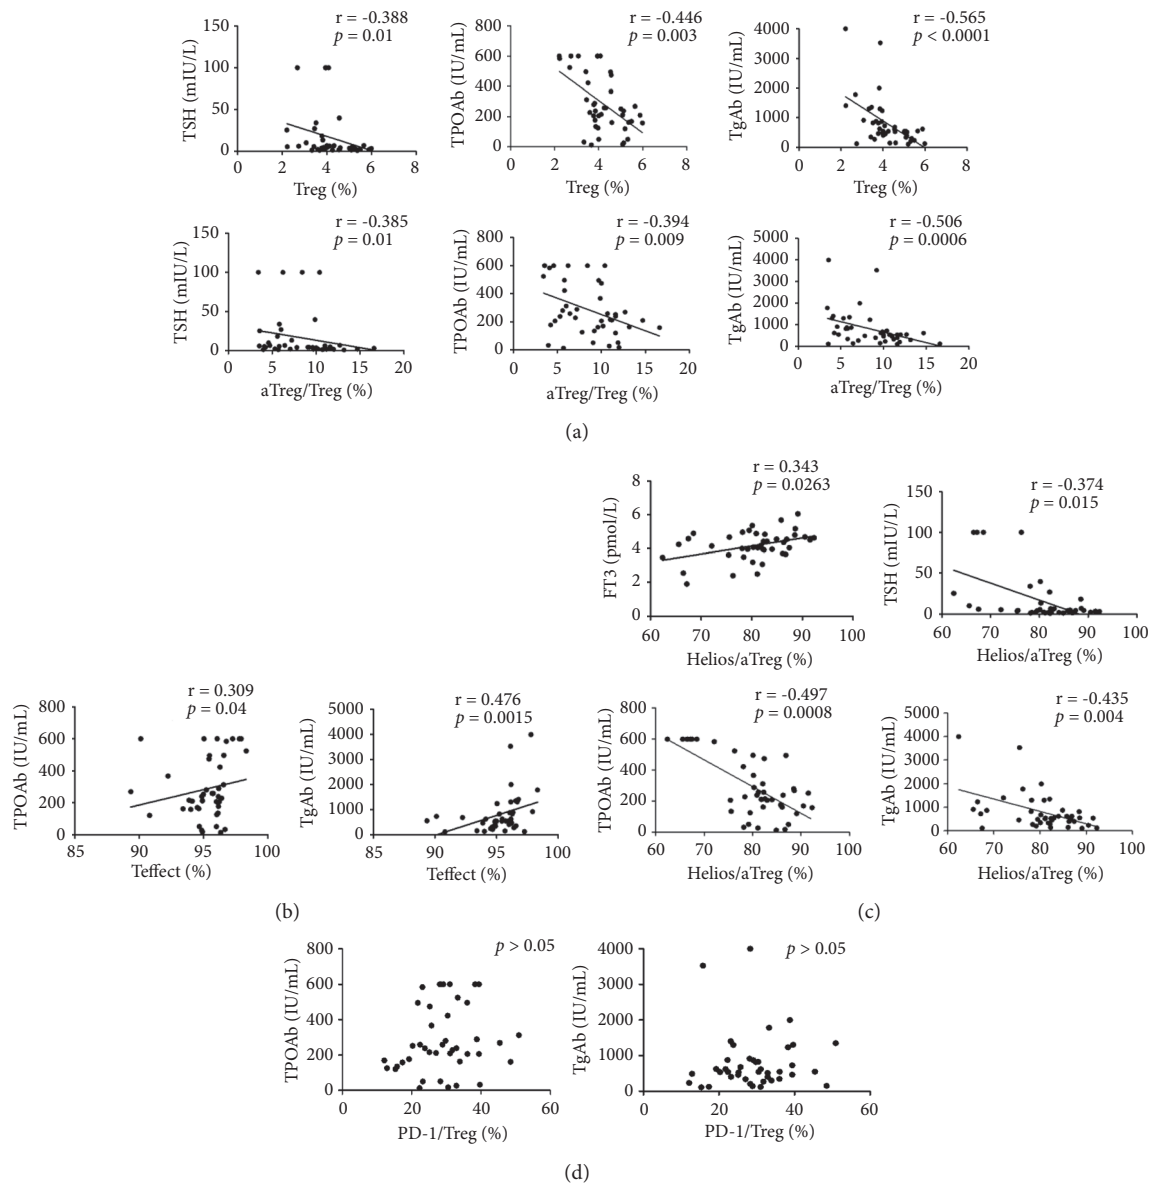 r = -0.388
p = 0.01
150
100
50
0
TSH (mIU/L)
0 2 4 6 8
Treg (%)
r = -0.446
p = 0.003
800
600
400
200
0
TPOAb (IU/mL)
0 2 4 6 8
Treg (%)
r = -0.565
p < 0.0001
4000
3000
2000
1000
0
TgAb (IU/mL)
0 2 4 6 8
Treg (%)
r = -0.385
p = 0.01
150
100
50
0
TSH (mIU/L)
0 5 10 15 20
aTreg/Treg (%)
r = -0.394
p = 0.009
800
600
400
200
0
TPOAb (IU/mL)
0 5 10 15 20
aTreg/Treg (%)
r = -0.506
p = 0.0006
5000
4000
3000
2000
1000
0
TgAb (IU/mL)
0 5 10 15 20
aTreg/Treg (%)
(a)
r = 0.309
p = 0.04
800
600
400
200
0
TPOAb (IU/mL)
85 90 95 100
Teffect (%)
r = 0.476
p = 0.0015
5000
4000
3000
2000
1000
0
TgAb (IU/mL)
85 90 95 100
Teffect (%)
(b)
r = 0.343
p = 0.0263
8
6
4
2
0
FT3 (pmol/L)
60 70 80 90 100
Helios/aTreg (%)
r = -0.374
p = 0.015
150
100
50
0
TSH (mIU/L)
60 70 80 90 100
Helios/aTreg (%)
r = -0.497
p = 0.0008
800
600
400
200
0
TPOAb (IU/mL)
60 70 80 90 100
Helios/aTreg (%)
r = -0.435
p = 0.004
5000
4000
3000
2000
1000
0
TgAb (IU/mL)
60 70 80 90 100
Helios/aTreg (%)
(c)
p > 0.05
800
600
400
200
0
TPOAb (IU/mL)
0 20 40 60
PD-1/Treg (%)
p > 0.05
4000
3000
2000
1000
0
TgAb (IU/mL)
0 20 40 60
PD-1/Treg (%)
(d)